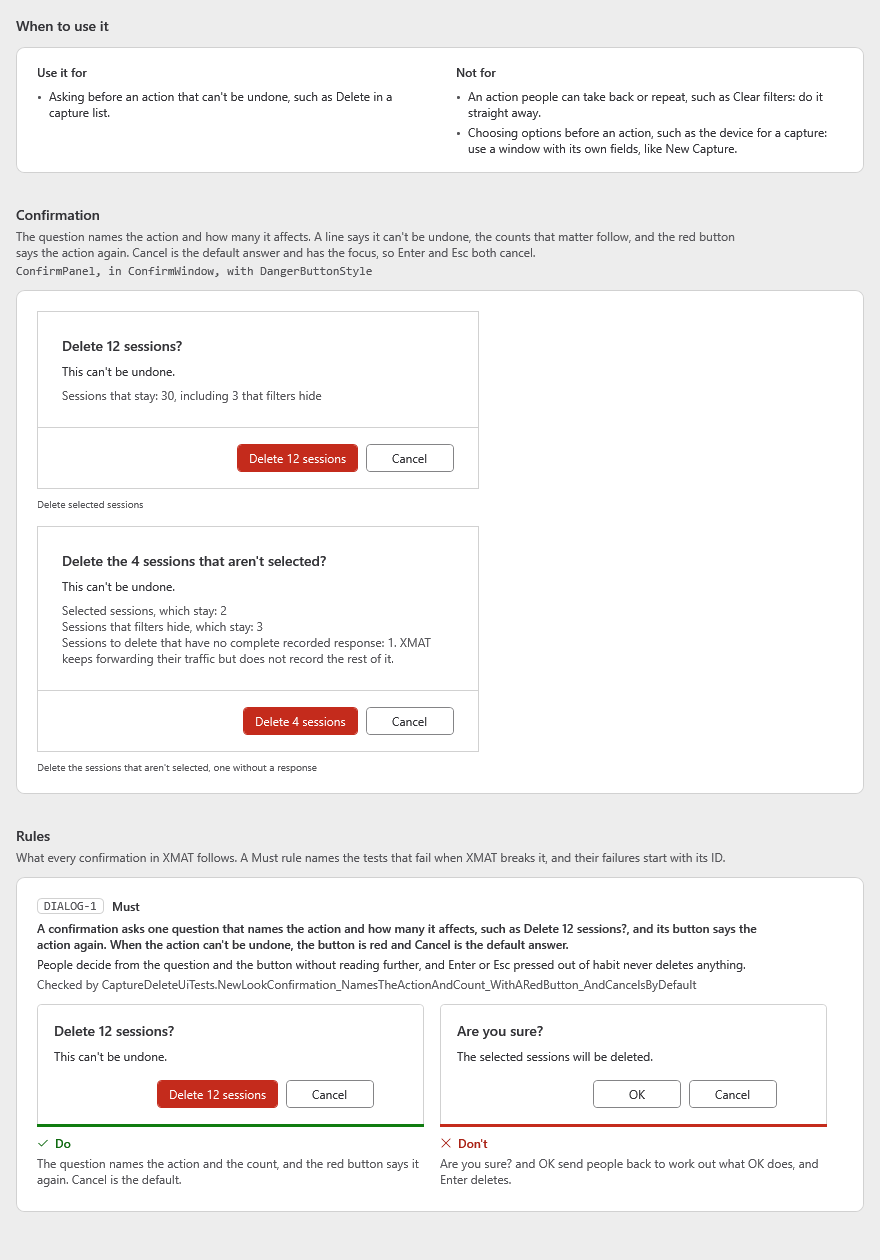 When to use it
Use it for
• Asking before an action that can't be undone, such as Delete in a
capture list.
Not for
• An action people can take back or repeat, such as Clear filters: do it
straight away.
• Choosing options before an action, such as the device for a capture:
use a window with its own fields, like New Capture.
Confirmation
The question names the action and how many it affects. A line says it can't be undone, the counts that matter follow, and the red button
says the action again. Cancel is the default answer and has the focus, so Enter and Esc both cancel.
ConfirmPanel, in ConfirmWindow, with DangerButtonStyle
Delete 12 sessions?
This can't be undone.
Sessions that stay: 30, including 3 that filters hide
Delete 12 sessions
Cancel
Delete selected sessions
Delete the 4 sessions that aren't selected?
This can't be undone.
Selected sessions, which stay: 2
Sessions that filters hide, which stay: 3
Sessions to delete that have no complete recorded response: 1. XMAT
keeps forwarding their traffic but does not record the rest of it.
Delete 4 sessions
Cancel
Delete the sessions that aren't selected, one without a response
Rules
What every confirmation in XMAT follows. A Must rule names the tests that fail when XMAT breaks it, and their failures start with its ID.
DIALOG-1 Must
A confirmation asks one question that names the action and how many it affects, such as Delete 12 sessions?, and its button says the
action again. When the action can't be undone, the button is red and Cancel is the default answer.
People decide from the question and the button without reading further, and Enter or Esc pressed out of habit never deletes anything.
Checked by CaptureDeleteUiTests.NewLookConfirmation_NamesTheActionAndCount_WithARedButton_AndCancelsByDefault
Delete 12 sessions?
This can't be undone.
Delete 12 sessions
Cancel
Do
The question names the action and the count, and the red button says it
again. Cancel is the default.
Are you sure?
The selected sessions will be deleted.
OK
Cancel
Don't
Are you sure? and OK send people back to work out what OK does, and
Enter deletes.